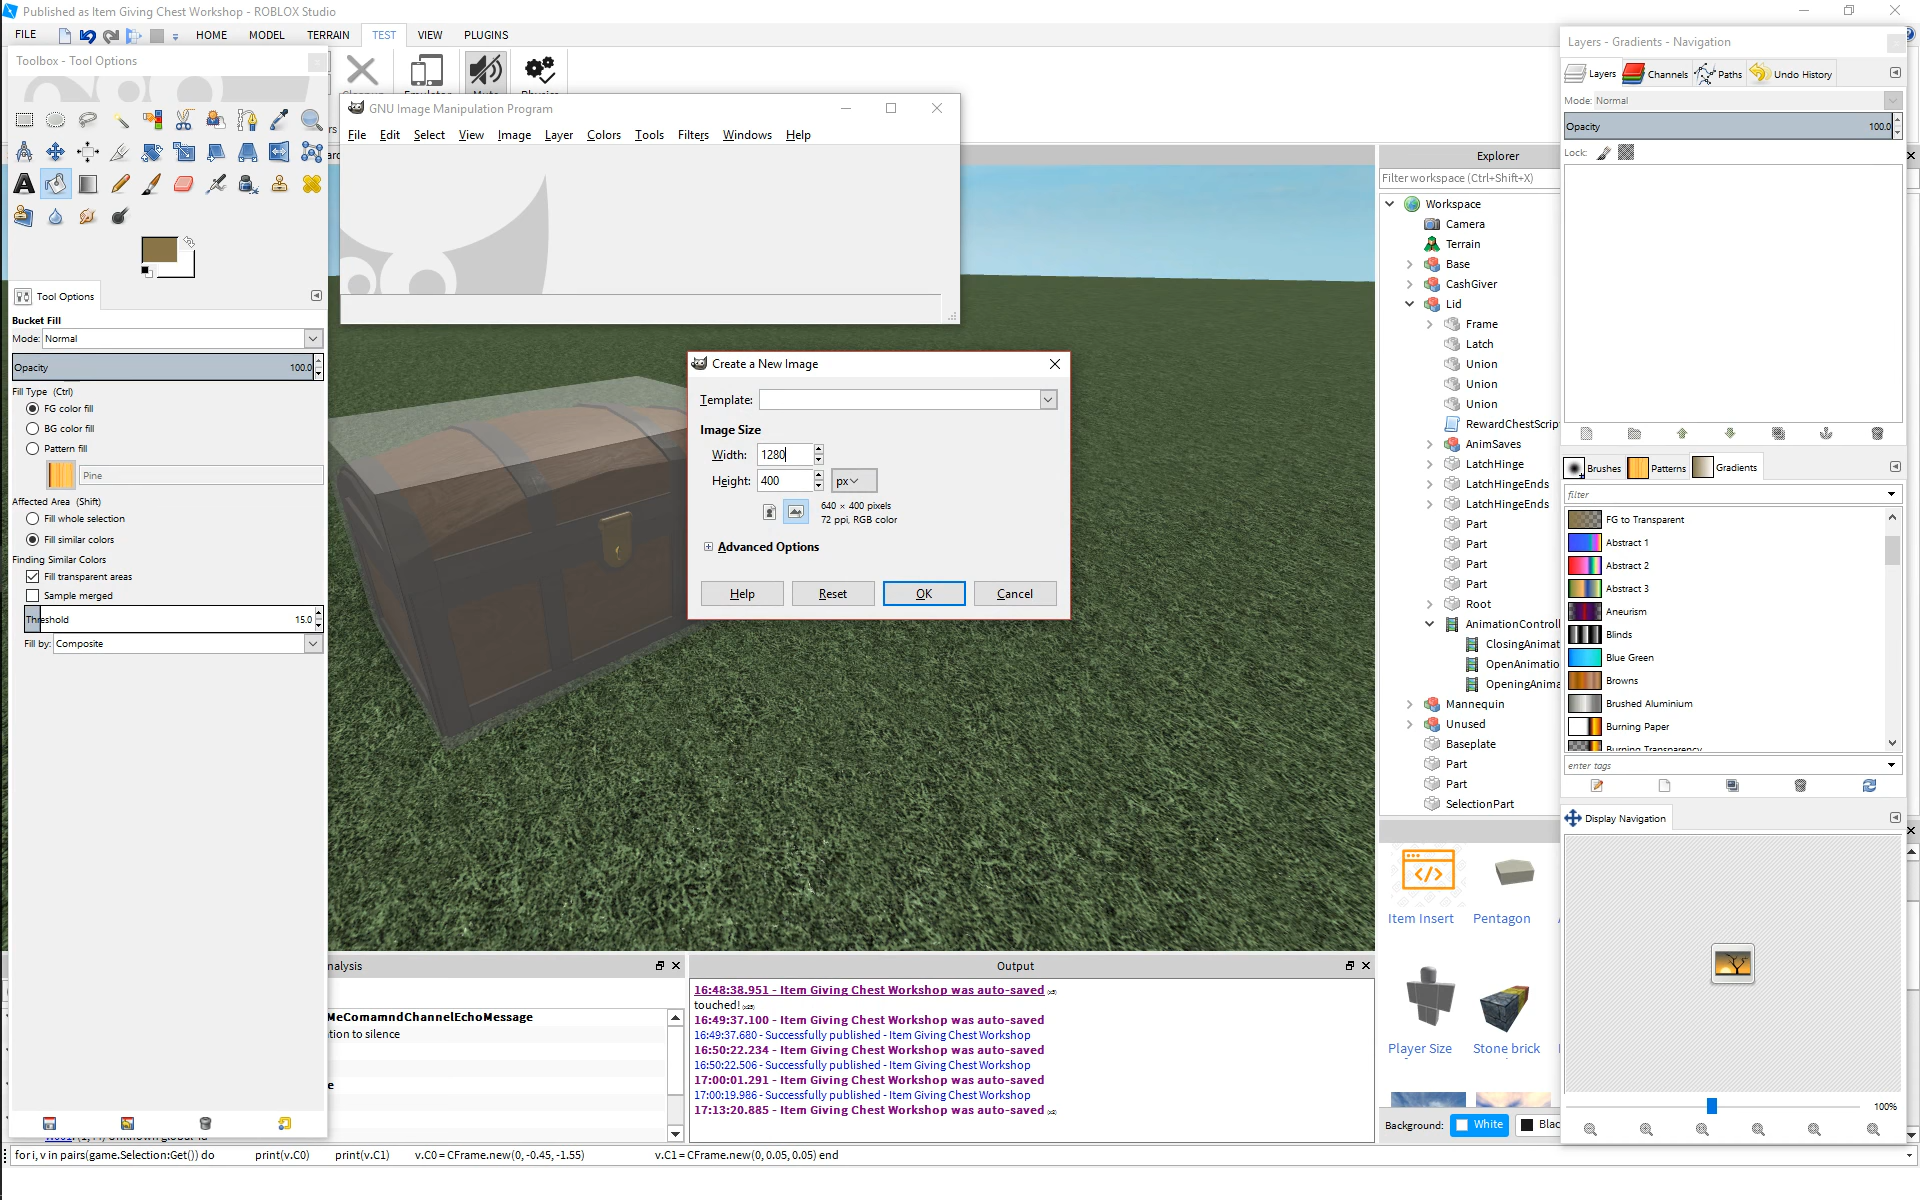 Published as Item Giving Chest Workshop - ROBLOX Studio
FILE
HOME
MODEL
TERRAIN
TEST
VIEW
PLUGINS
Toolbox - Tool Options
Tool Options
Bucket Fill
Mode: Normal
Opacity 100.0
Fill Type (Ctrl)
FG color fill
BG color fill
Pattern fill
Pine
Affected Area (Shift)
Fill whole selection
Fill similar colors
Finding Similar Colors
Fill transparent areas
Sample merged
Threshold 15.0
Fill by: Composite
GNU Image Manipulation Program
File Edit Select View Image Layer Colors Tools Filters Windows Help
Create a New Image
Template:
Image Size
Width: 1280
Height: 400 px
640 × 400 pixels
72 ppi, RGB color
Advanced Options
Help Reset OK Cancel
Explorer
Filter workspace (Ctrl+Shift+X)
Workspace
Camera
Terrain
Base
CashGiver
Lid
Frame
Latch
Union
Union
Union
RewardChestScrip
AnimSaves
LatchHinge
LatchHingeEnds
LatchHingeEnds
Part
Part
Part
Part
Root
AnimationControll
ClosingAnimat
OpenAnimatio
OpeningAnima
Mannequin
Unused
Baseplate
Part
Part
SelectionPart
Item Insert Pentagon
Player Size Stone brick
Background: White Blac
Layers - Gradients - Navigation
Layers Channels Paths Undo History
Mode: Normal
Opacity 100.0
Lock:
Brushes Patterns Gradients
filter
FG to Transparent
Abstract 1
Abstract 2
Abstract 3
Aneurism
Blinds
Blue Green
Browns
Brushed Aluminium
Burning Paper
Burning Transparency
enter tags
Display Navigation
100%
nalysis
MeComamndChannelEchoMessage
tion to silence
e
Output
16:48:38.951 - Item Giving Chest Workshop was auto-saved
touched!
16:49:37.100 - Item Giving Chest Workshop was auto-saved
16:49:37.680 - Successfully published - Item Giving Chest Workshop
16:50:22.234 - Item Giving Chest Workshop was auto-saved
16:50:22.506 - Successfully published - Item Giving Chest Workshop
17:00:01.291 - Item Giving Chest Workshop was auto-saved
17:00:19.986 - Successfully published - Item Giving Chest Workshop
17:13:20.885 - Item Giving Chest Workshop was auto-saved
for i, v in pairs(game.Selection:Get()) do print(v.C0) print(v.C1) v.C0 = CFrame.new(0, -0.45, -1.55) v.C1 = CFrame.new(0, 0.05, 0.05) end